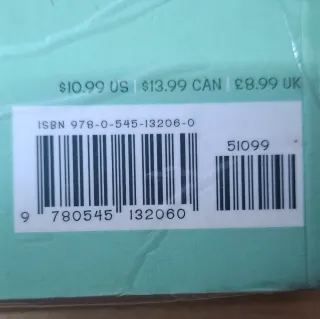 $10.99 US | $13.99 CAN | £8.99 UK
ISBN 978-0-545-13206-0
51099
9 780545 132060